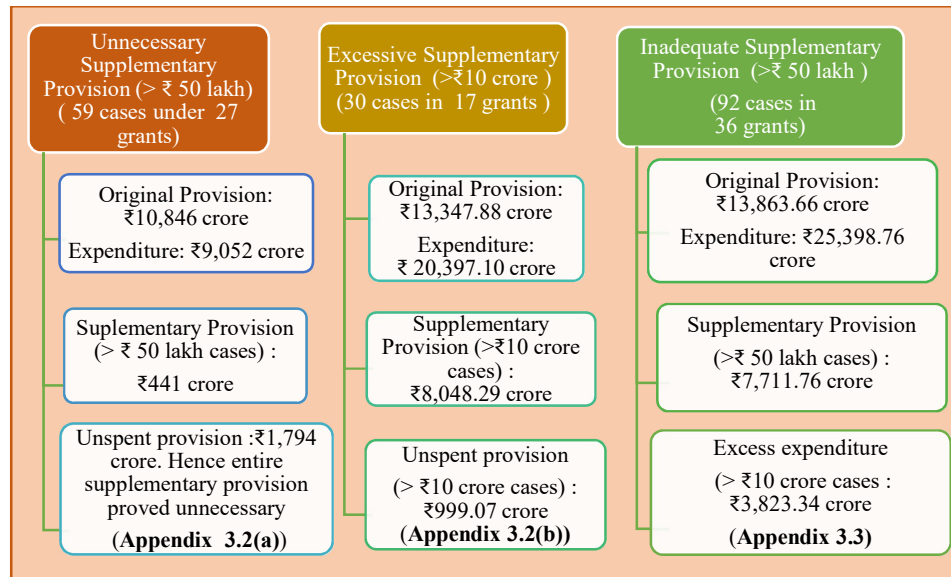 Unnecessary
Supplementary
Provision (> ₹ 50 lakh)
( 59 cases under 27
grants)
Original Provision:
₹10,846 crore
Expenditure: ₹9,052 crore
Suplementary Provision
(> ₹ 50 lakh cases) :
₹441 crore
Unspent provision :₹1,794
crore. Hence entire
supplementary provision
proved unnecessary
(Appendix 3.2(a))
Excessive Supplementary
Provision (>₹10 crore )
(30 cases in 17 grants )
Original Provision:
₹13,347.88 crore
Expenditure:
₹ 20,397.10 crore
Supplementary
Provision (>₹10 crore
cases) :
₹8,048.29 crore
Unspent provision
(> ₹10 crore cases) :
₹999.07 crore
(Appendix 3.2(b))
Inadequate Supplementary
Provision (>₹ 50 lakh )
(92 cases in
36 grants)
Original Provision:
₹13,863.66 crore
Expenditure: ₹25,398.76
crore
Supplementary Provision
(>₹ 50 lakh cases) :
₹7,711.76 crore
Excess expenditure
(> ₹10 crore cases :
₹3,823.34 crore
(Appendix 3.3)